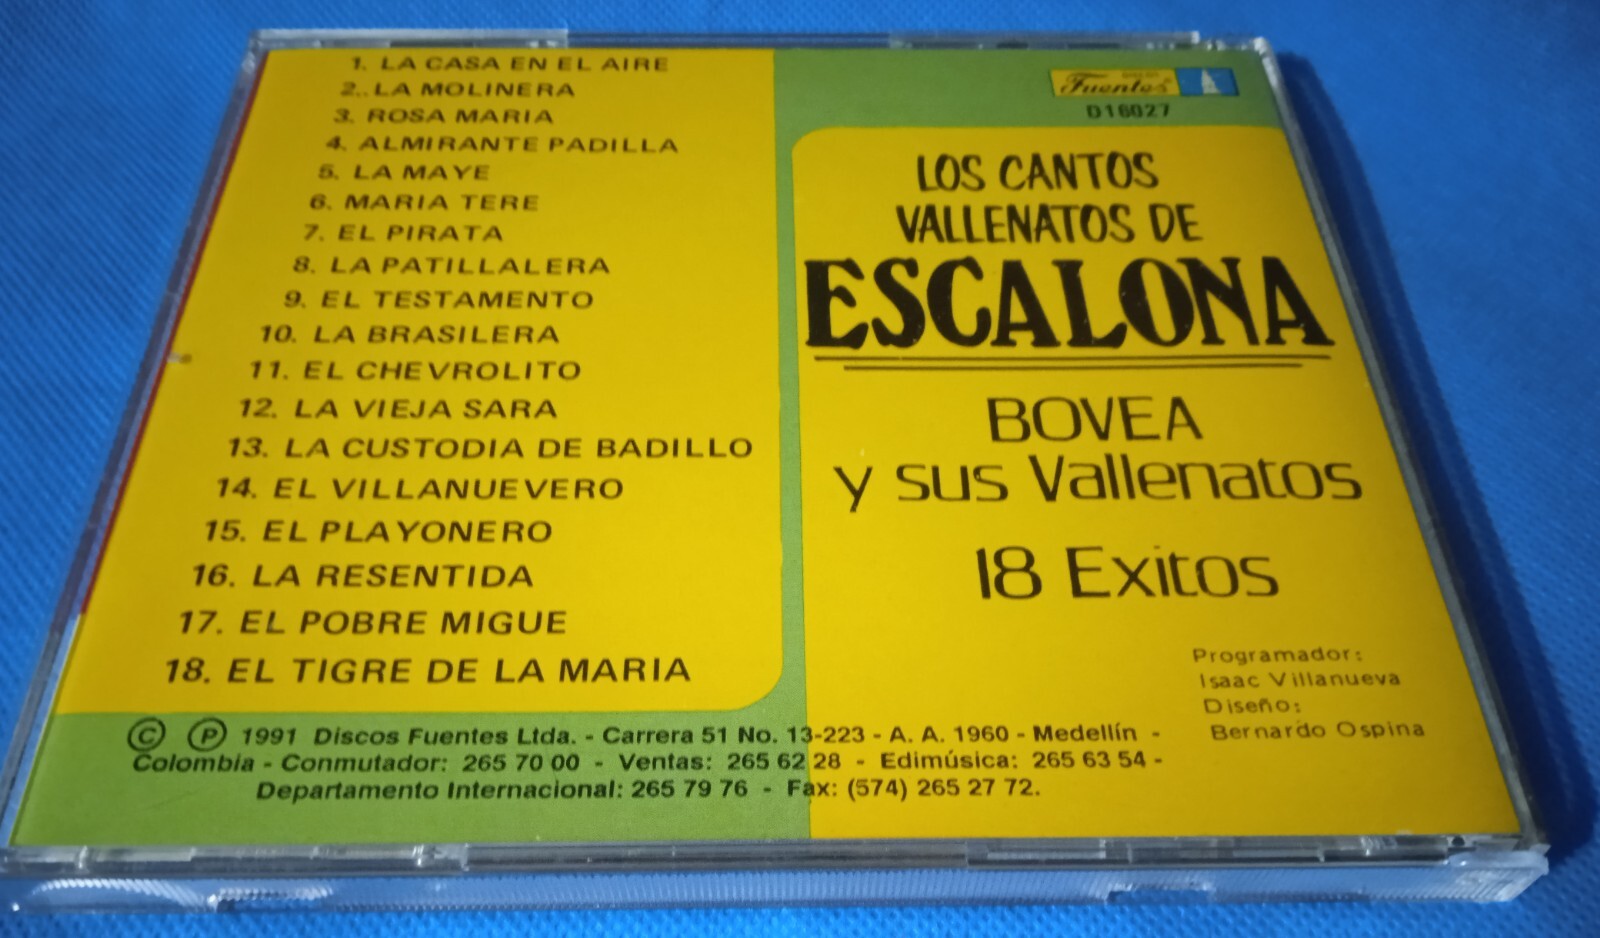 1. LA CASA EN EL AIRE
2.. LA MOLINERA
3. ROSA MARIA
4. ALMIRANTE PADILLA
5. LA MAYE
6. MARIA TERE
7. EL PIRATA
8. LA PATILLALERA
9. EL TESTAMENTO
10. LA BRASILERA
11. EL CHEVROLITO
12. LA VIEJA SARA
13. LA CUSTODIA DE BADILLO
14. EL VILLANUEVERO
15. EL PLAYONERO
16. LA RESENTIDA
17. EL POBRE MIGUE
18. EL TIGRE DE LA MARIA
Fuentes
D16027
LOS CANTOS
VALLENATOS DE
ESCALONA
BOVEA
y sus Vallenatos
18 Exitos
Programador:
Isaac Villanueva
Diseño:
Bernardo Ospina
© ℗ 1991 Discos Fuentes Ltda. - Carrera 51 No. 13-223 - A. A. 1960 - Medellín -
Colombia - Conmutador: 265 70 00 - Ventas: 265 62 28 - Edimúsica: 265 63 54 -
Departamento Internacional: 265 79 76 - Fax: (574) 265 27 72.